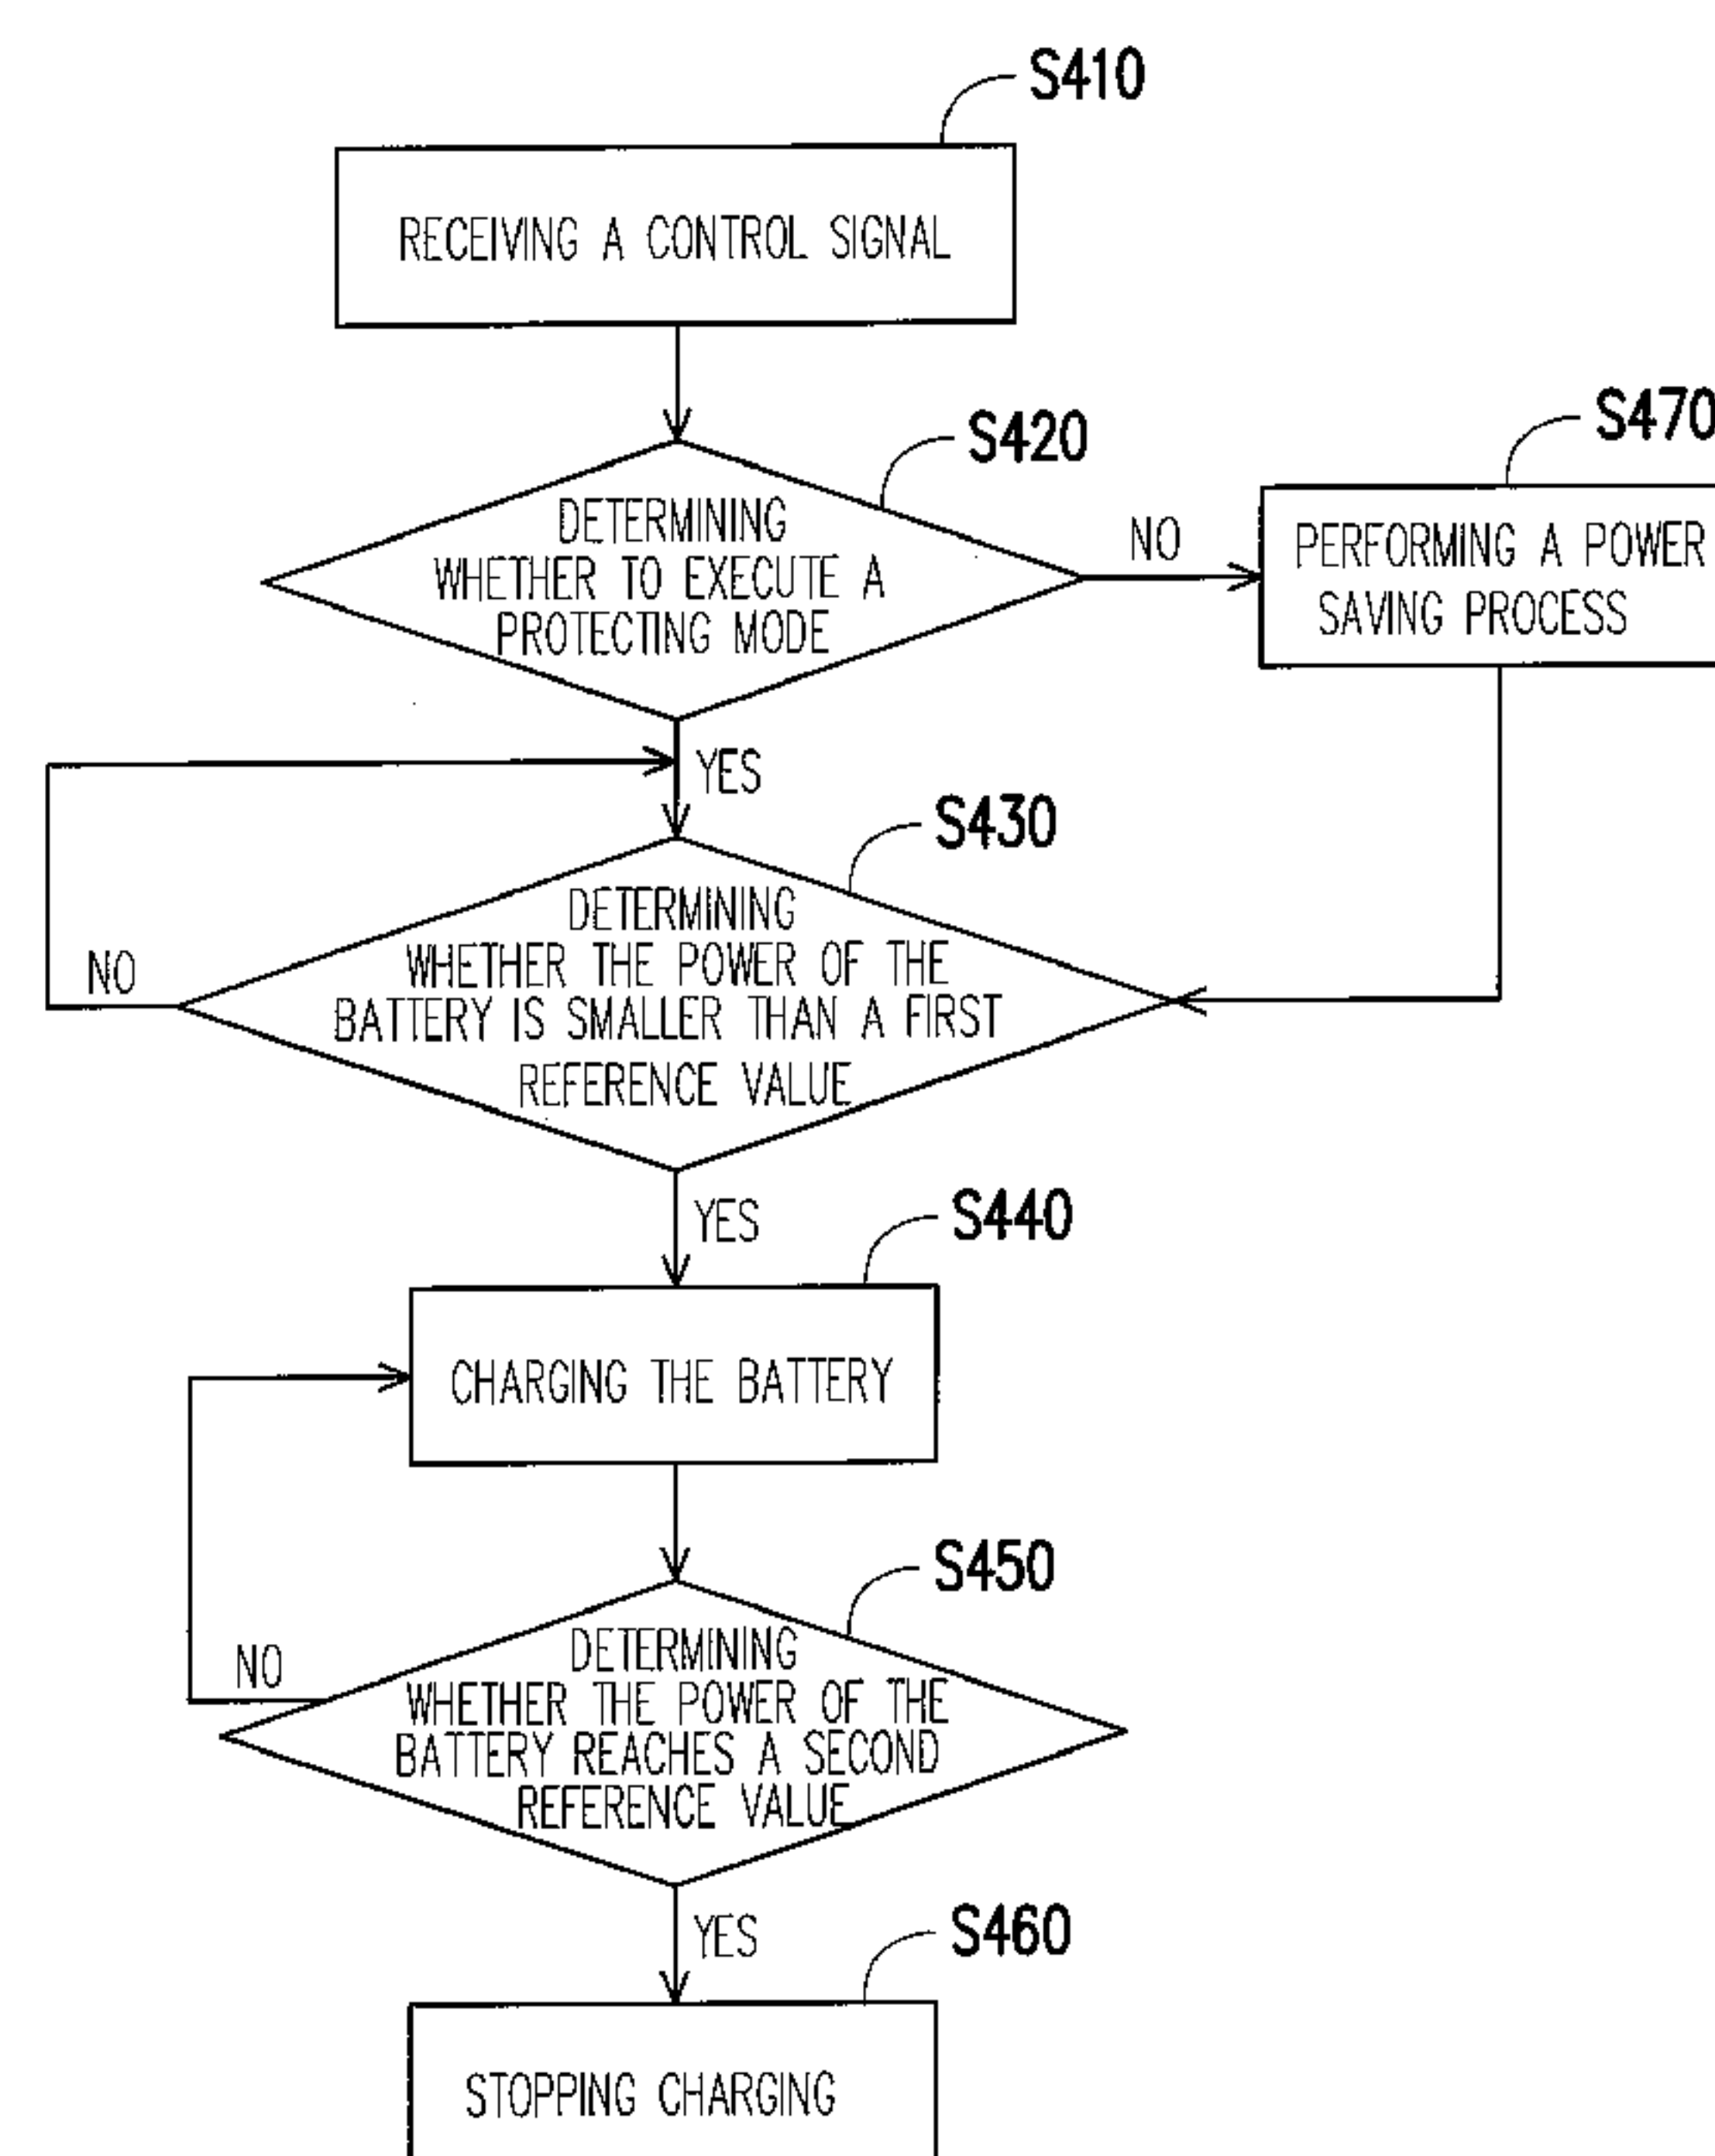 S410
RECEIVING A CONTROL SIGNAL
S420
DETERMINING
WHETHER TO EXECUTE A
PROTECTING MODE
NO
S470
PERFORMING A POWER
SAVING PROCESS
YES
S430
DETERMINING
WHETHER THE POWER OF THE
BATTERY IS SMALLER THAN A FIRST
REFERENCE VALUE
NO
YES
S440
CHARGING THE BATTERY
S450
DETERMINING
WHETHER THE POWER OF THE
BATTERY REACHES A SECOND
REFERENCE VALUE
NO
YES
S460
STOPPING CHARGING